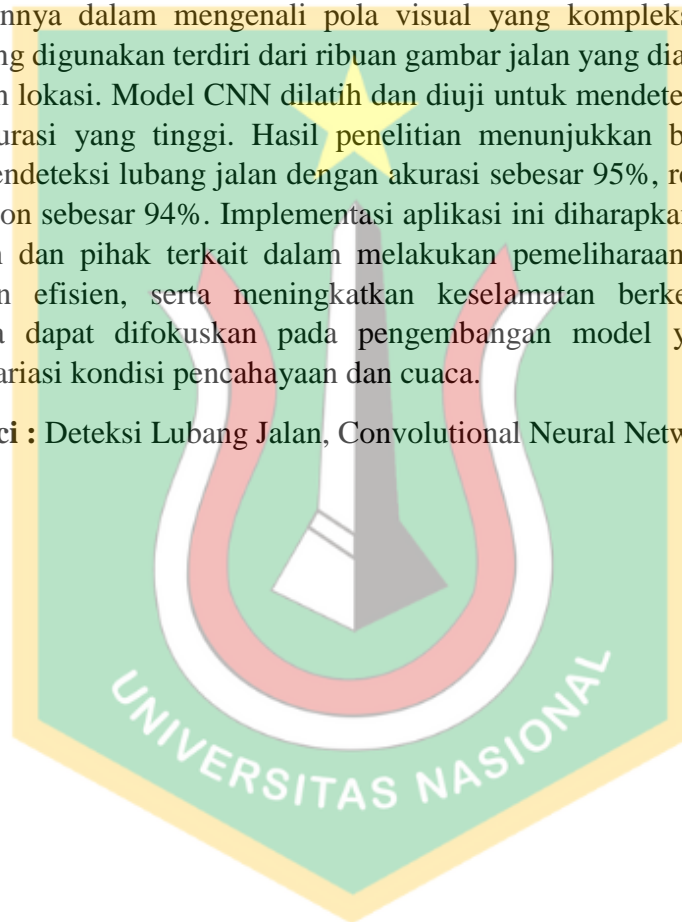 nnya dalam mengenali pola visual yang kompleks
ng digunakan terdiri dari ribuan gambar jalan yang dia
n lokasi. Model CNN dilatih dan diuji untuk mendete
urasi yang tinggi. Hasil penelitian menunjukkan b
endeteksi lubang jalan dengan akurasi sebesar 95%, re
on sebesar 94%. Implementasi aplikasi ini diharapkan
n dan pihak terkait dalam melakukan pemeliharaan
n efisien, serta meningkatkan keselamatan berke
a dapat difokuskan pada pengembangan model y
ariasi kondisi pencahayaan dan cuaca.
ci : Deteksi Lubang Jalan, Convolutional Neural Netw
UNIVERSITAS NASIONAL